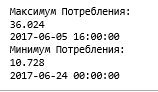 Максимум Потребления:
36.024
2017-06-05 16:00:00
Минимум Потребления:
10.728
2017-06-24 00:00:00